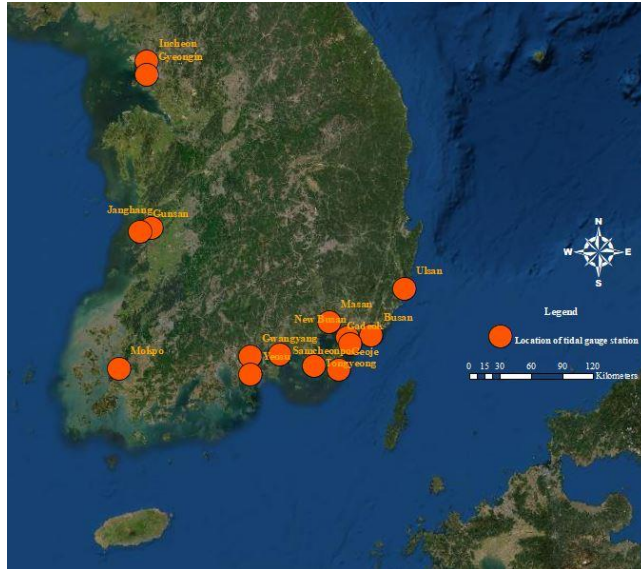 Incheon
Gyeongin
Janghang
Gunsan
Ulsan
Masan
New Busan
Busan
Gadeok
Gwangyang
Samcheonpo
Geoje
Yeosu
Tongyeong
Mokpo
N
W E
S
Legend
Location of tidal gauge station
0 15 30 60 90 120
Kilometers